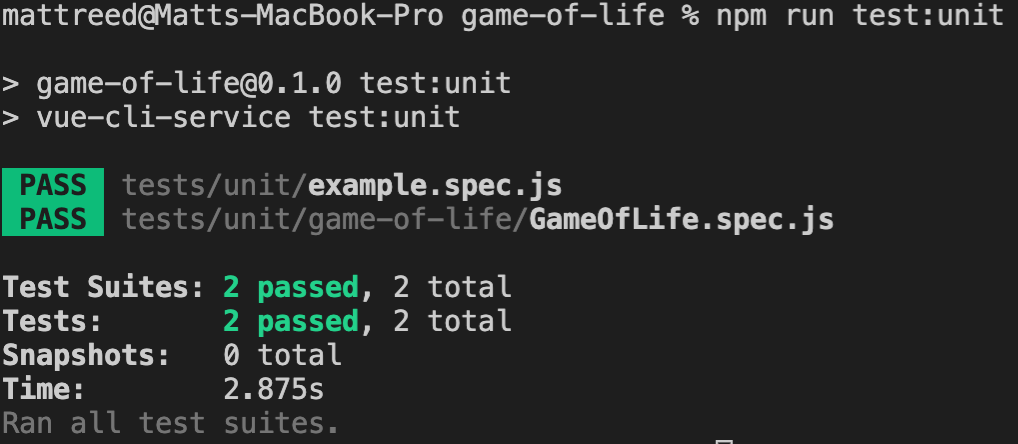 mattreed@Matts-MacBook-Pro game-of-life % npm run test:unit
> game-of-life@0.1.0 test:unit
> vue-cli-service test:unit
PASS tests/unit/example.spec.js
PASS tests/unit/game-of-life/GameOfLife.spec.js
Test Suites: 2 passed, 2 total
Tests: 2 passed, 2 total
Snapshots: 0 total
Time: 2.875s
Ran all test suites.